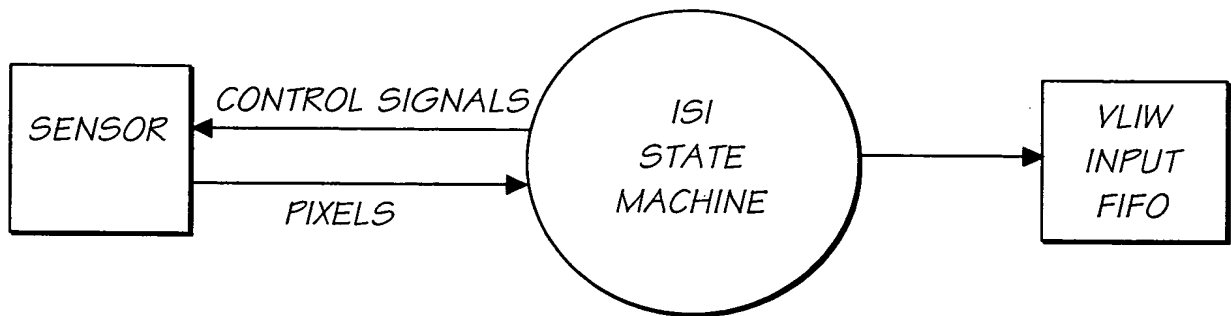 SENSOR
CONTROL SIGNALS
PIXELS
ISI
STATE
MACHINE
VLIW
INPUT
FIFO